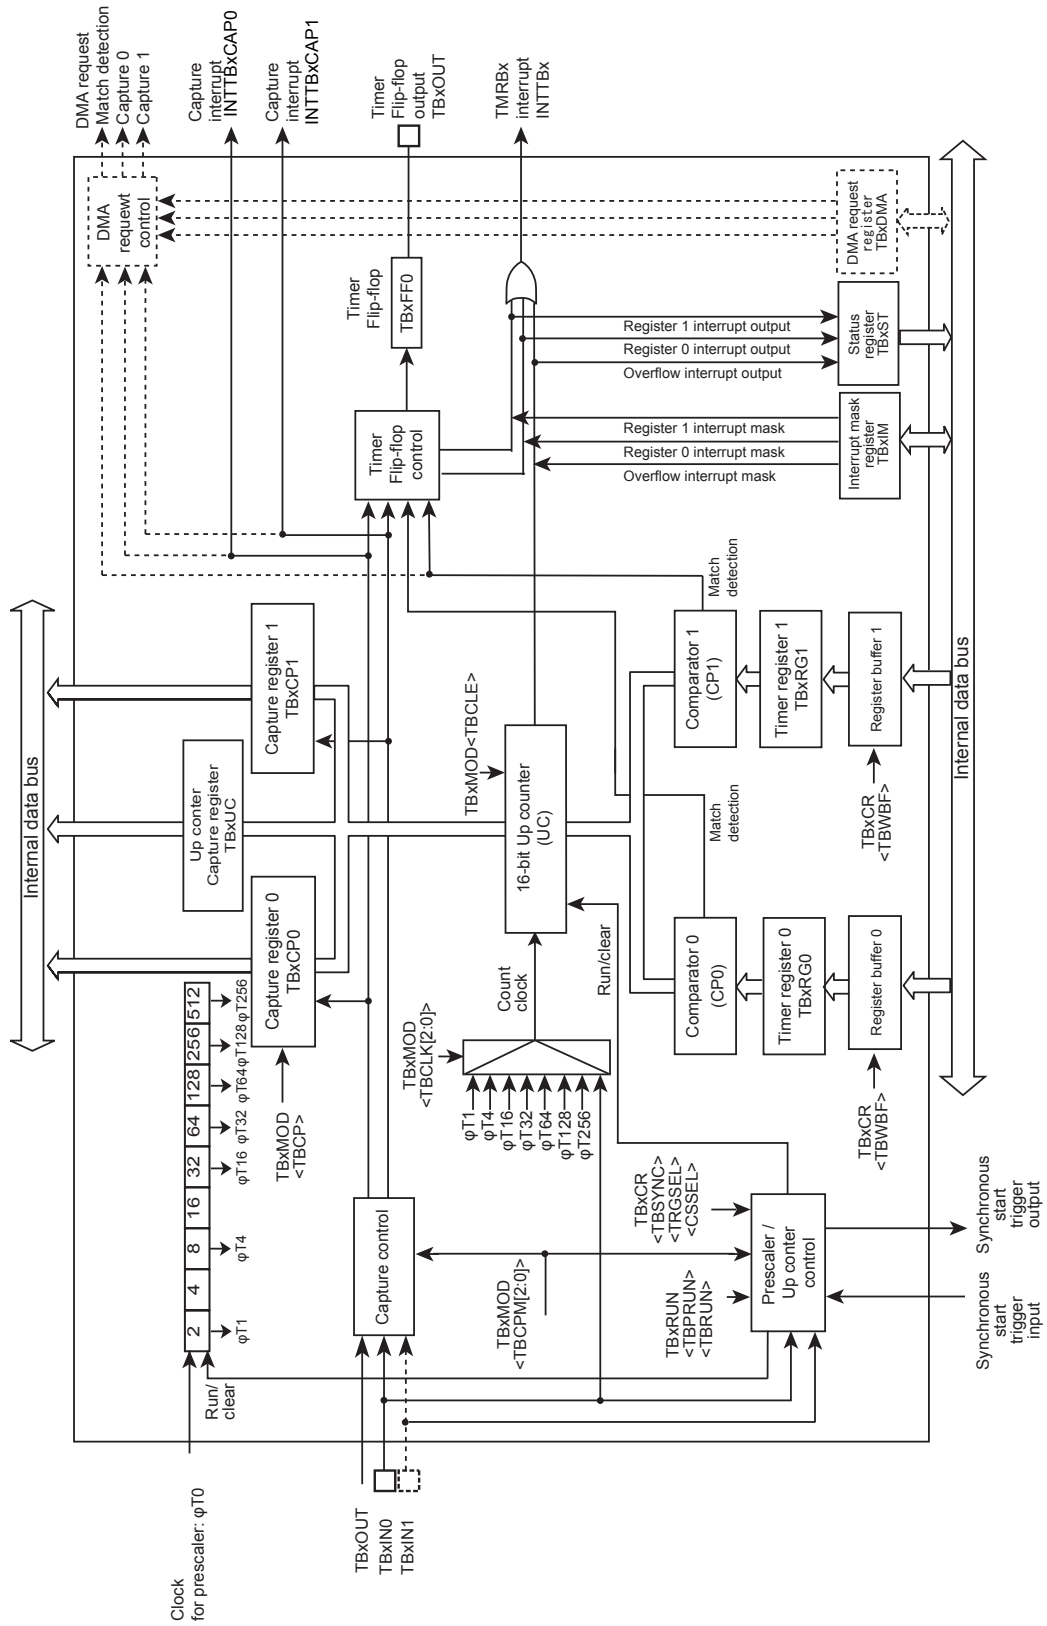 Internal data bus
DMA request
Match detection
Capture 0
Capture 1
Capture
interrupt
INTTBxCAP0
Capture
interrupt
INTTBxCAP1
Timer
Flip-flop
output
TBxOUT
TMRBx
interrupt
INTTBx
DMA
requewt
control
Timer
Flip-flop
TBxFF0
Timer
Flip-flop
control
Register 1 interrupt output
Register 0 interrupt output
Overflow interrupt output
Register 1 interrupt mask
Register 0 interrupt mask
Overflow interrupt mask
DMA request
register
TBxDMA
Status
register
TBxST
Interrupt mask
register
TBxIM
Capture register 1
TBxCP1
Up conter
Capture register
TBxUC
Capture register 0
TBxCP0
TBxMOD
<TBCP>
Clock
for prescaler: φT0
Run/
clear
2 4 8 16 32 64 128 256 512
φT1 φT4 φT16 φT32 φT64 φT128 φT256
TBxOUT
TBxIN0
TBxIN1
Capture control
TBxMOD
<TBCPM[2:0]>
TBxMOD
<TBCLK[2:0]>
φT1
φT4
φT16
φT32
φT64
φT128
φT256
Count
clock
TBxMOD<TBCLE>
16-bit Up counter
(UC)
Run/clear
Match
detection
Match
detection
Comparator 0
(CP0)
Comparator 1
(CP1)
Timer register 0
TBxRG0
Timer register 1
TBxRG1
Register buffer 0
Register buffer 1
TBxCR
<TBWBF>
TBxCR
<TBWBF>
TBxRUN
<TBPRUN>
<TBRUN>
TBxCR
<TBSYNC>
<TRGSEL>
<CSSEL>
Prescaler /
Up conter
control
Synchronous
start
trigger
input
Synchronous
start
trigger
output
Internal data bus